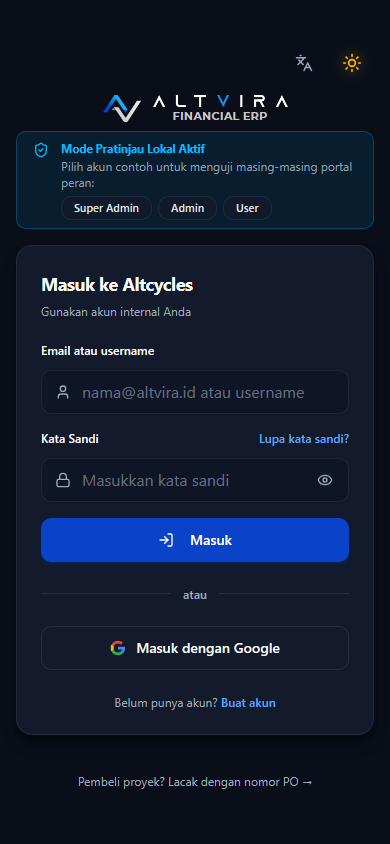 ALTVIRA
FINANCIAL ERP
Mode Pratinjau Lokal Aktif
Pilih akun contoh untuk menguji masing-masing portal
peran:
Super Admin Admin User
Masuk ke Altcycles
Gunakan akun internal Anda
Email atau username
nama@altvira.id atau username
Kata Sandi Lupa kata sandi?
Masukkan kata sandi
Masuk
atau
Masuk dengan Google
Belum punya akun? Buat akun
Pembeli proyek? Lacak dengan nomor PO →